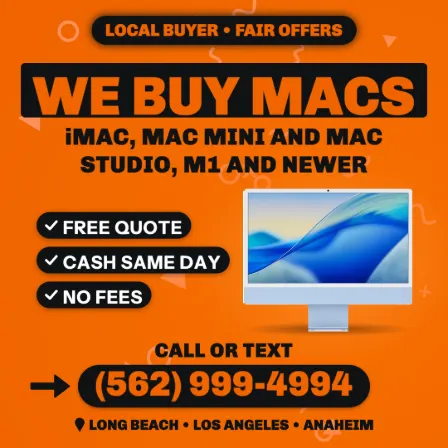 LOCAL BUYER • FAIR OFFERS
WE BUY MACS
iMAC, MAC MINI AND MAC
STUDIO, M1 AND NEWER
FREE QUOTE
CASH SAME DAY
NO FEES
CALL OR TEXT
(562) 999-4994
LONG BEACH • LOS ANGELES • ANAHEIM